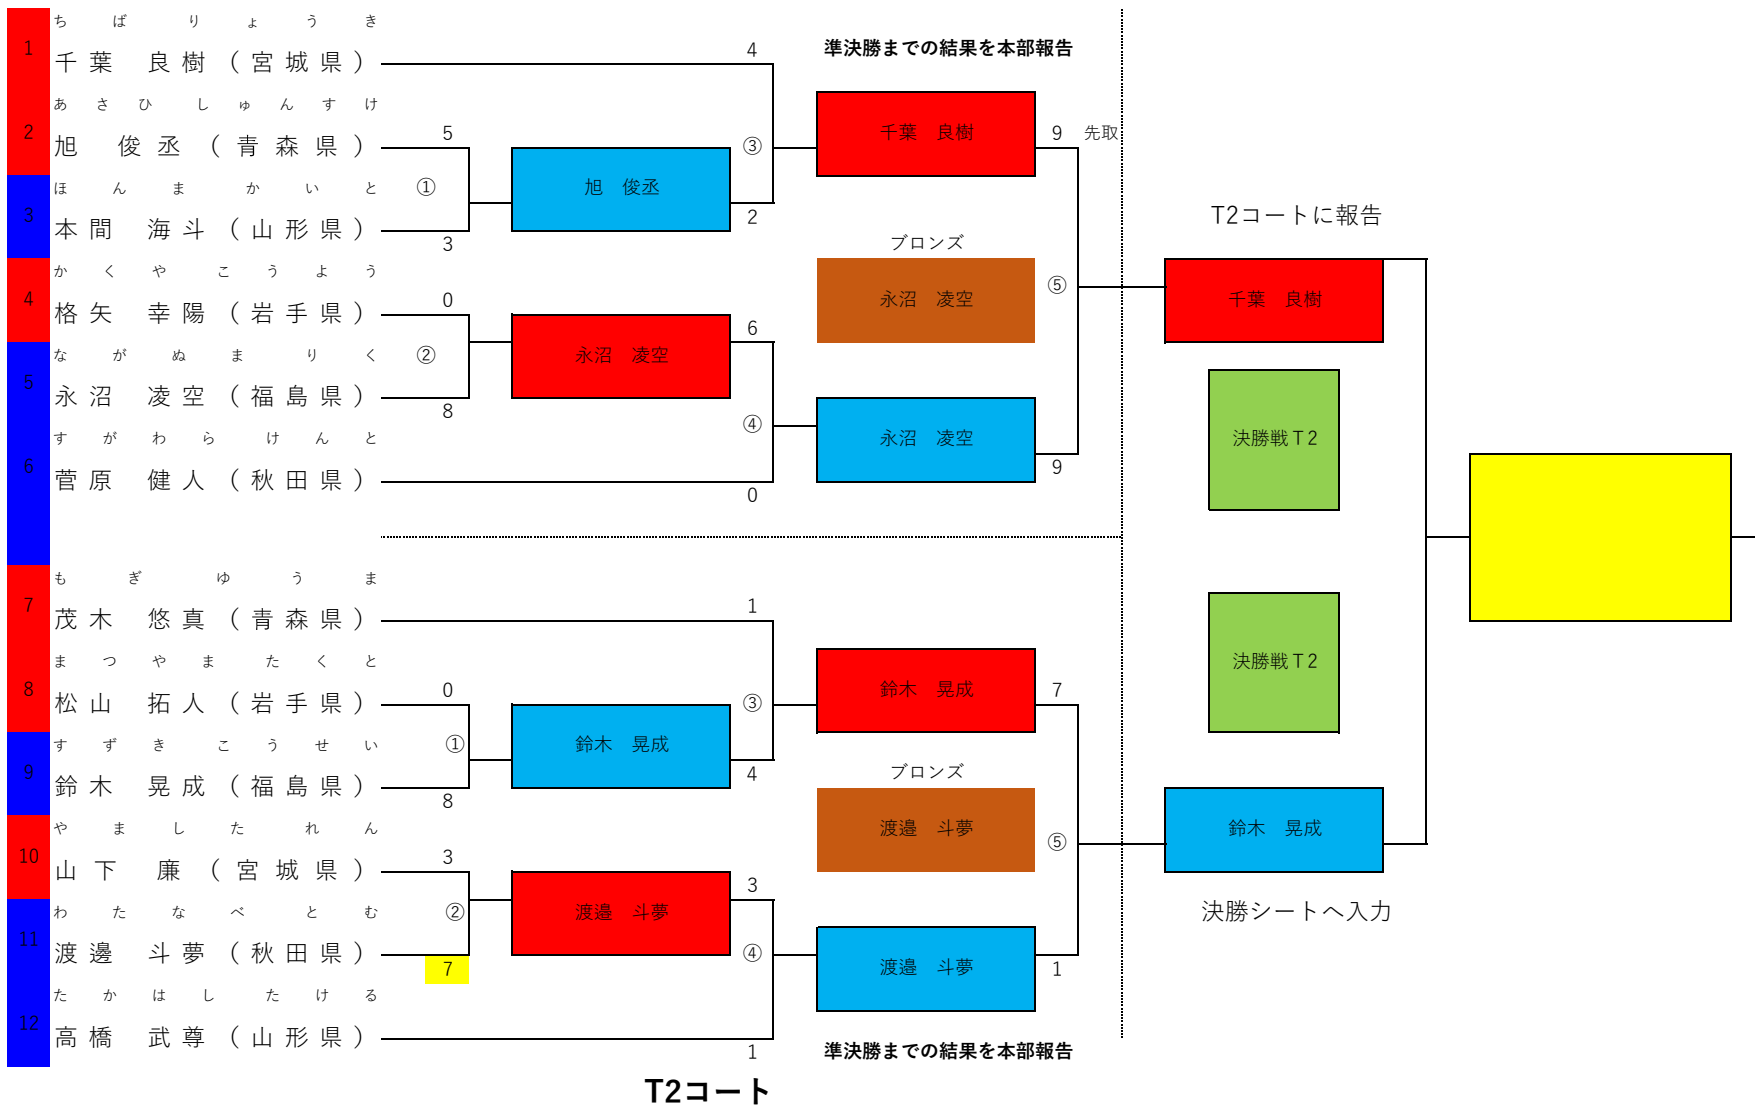 ちばりょうき
1 千葉 良樹（宮城県） 4 準決勝までの結果を本部報告
あさひしゅんすけ
2 旭 俊丞（青森県） 5 ③ 千葉 良樹 9 先取
ほんまかいと ① 旭 俊丞
3 本間 海斗（山形県） 3 2 T2コートに報告
かくやこうよう ブロンズ
4 格矢 幸陽（岩手県） 0 6 永沼 凌空 ⑤ 千葉 良樹
ながぬまりく ② 永沼 凌空
5 永沼 凌空（福島県） 8
すがわらけんと ④ 永沼 凌空 決勝戦T2
6 菅原 健人（秋田県） 0 9
もぎゆうま
7 茂木 悠真（青森県） 1
まつやまたくと 決勝戦T2
8 松山 拓人（岩手県） 0 ③ 鈴木 晃成 7
すずきこうせい ① 鈴木 晃成
9 鈴木 晃成（福島県） 8 4 ブロンズ
やましたれん 渡邉 斗夢 鈴木 晃成
10 山下 廉（宮城県） 3 3 ⑤
わたなべとむ ② 渡邉 斗夢 決勝シートへ入力
11 渡邊 斗夢（秋田県） 7 ④ 渡邉 斗夢 1
たかはしたける
12 高橋 武尊（山形県） 1 準決勝までの結果を本部報告
T2コート